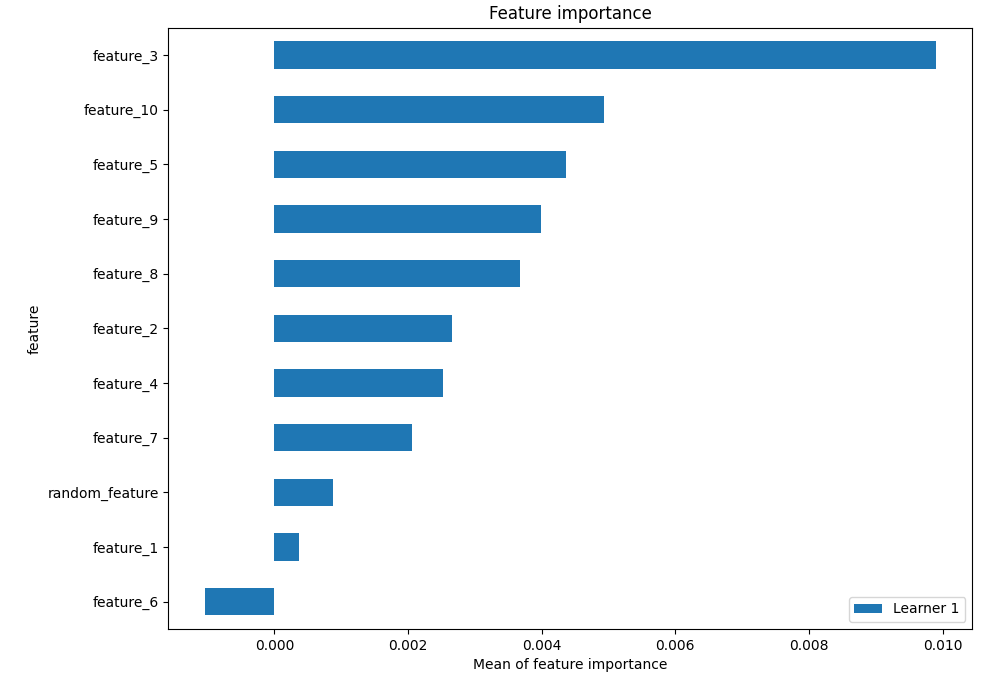 Feature importance
feature_3
feature_10
feature_5
feature_9
feature_8
feature_2
feature_4
feature_7
random_feature
feature_1
feature_6
feature
0.000 0.002 0.004 0.006 0.008 0.010
Mean of feature importance
Learner 1